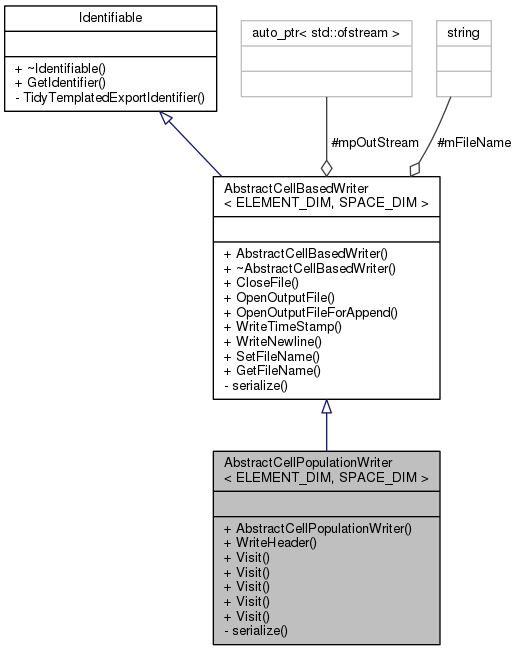 Identifiable
+ ~Identifiable()
+ GetIdentifier()
- TidyTemplatedExportIdentifier()
auto_ptr< std::ofstream >
string
#mpOutStream
#mFileName
AbstractCellBasedWriter
< ELEMENT_DIM, SPACE_DIM >
+ AbstractCellBasedWriter()
+ ~AbstractCellBasedWriter()
+ CloseFile()
+ OpenOutputFile()
+ OpenOutputFileForAppend()
+ WriteTimeStamp()
+ WriteNewline()
+ SetFileName()
+ GetFileName()
- serialize()
AbstractCellPopulationWriter
< ELEMENT_DIM, SPACE_DIM >
+ AbstractCellPopulationWriter()
+ WriteHeader()
+ Visit()
+ Visit()
+ Visit()
+ Visit()
+ Visit()
- serialize()